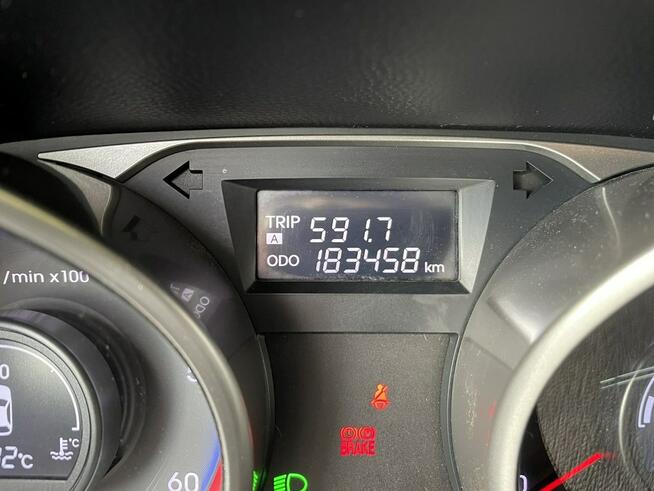 TRIP 591.7
A
ODO 183458 km
/min x100
BRAKE
°C
60